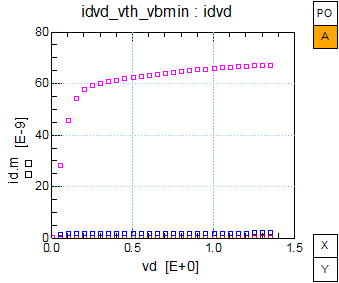 idvd_vth_vbmin : idvd
PO
A
80
60
40
20
0
id.m [E-9]
0.0 0.5 1.0 1.5
vd [E+0]
X
Y